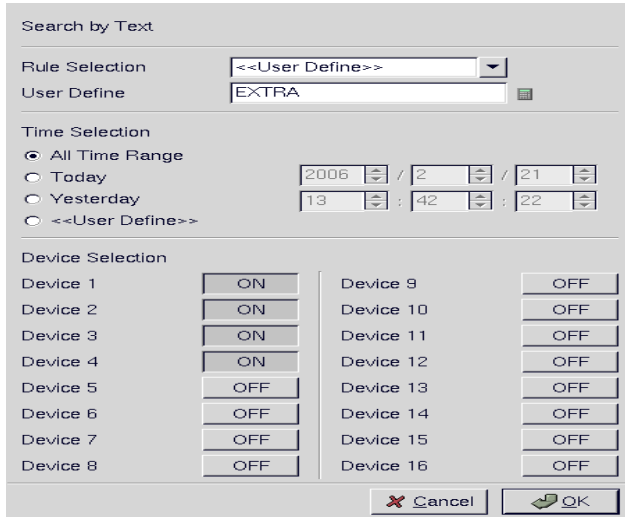 Search by Text
Rule Selection <<User Define>>
User Define EXTRA
Time Selection
All Time Range
Today 2006 / 2 / 21
Yesterday 13 : 42 : 22
<<User Define>>
Device Selection
Device 1 ON Device 9 OFF
Device 2 ON Device 10 OFF
Device 3 ON Device 11 OFF
Device 4 ON Device 12 OFF
Device 5 OFF Device 13 OFF
Device 6 OFF Device 14 OFF
Device 7 OFF Device 15 OFF
Device 8 OFF Device 16 OFF
Cancel OK